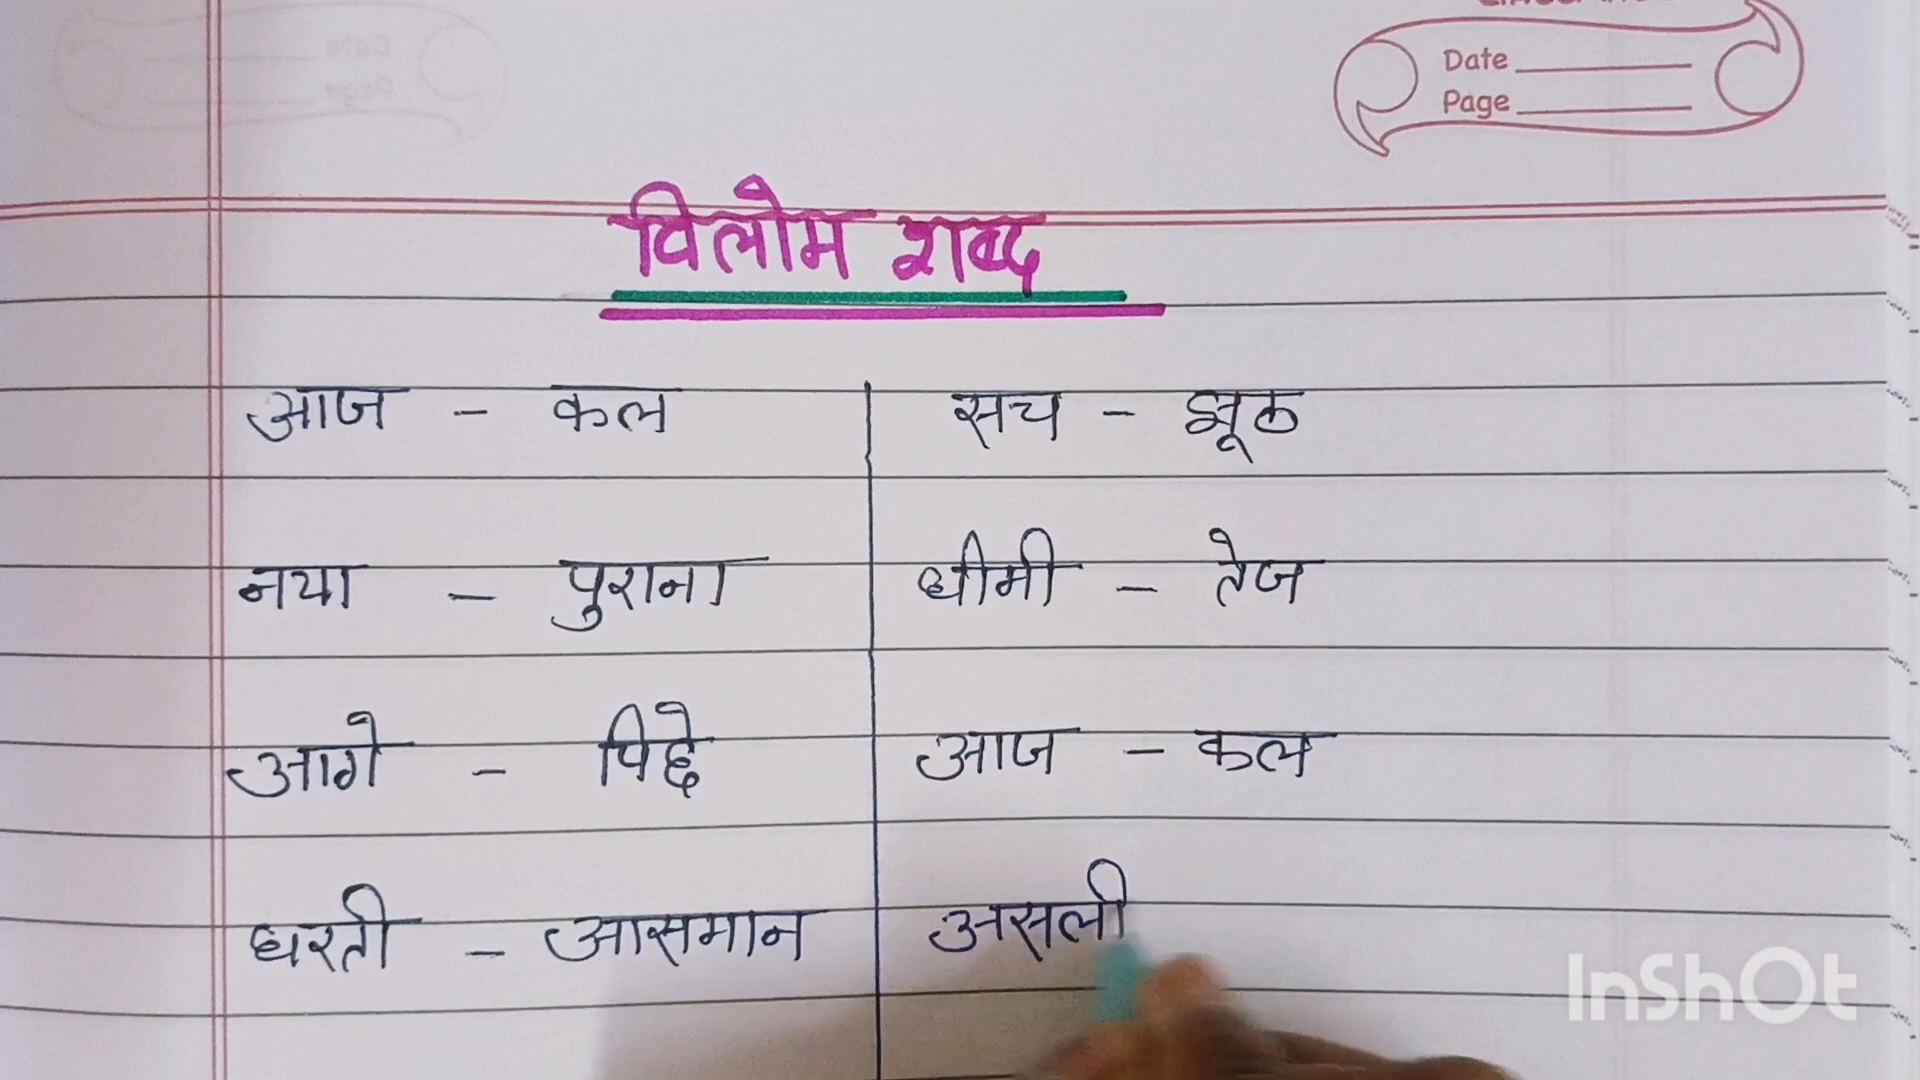 Date
Page
विलोम शब्द
आज - कल
सच - झूठ
नया - पुराना
धीमी - तेज
आगे - पिछे
आज - कल
धरती - आसमान
असली
InShOt